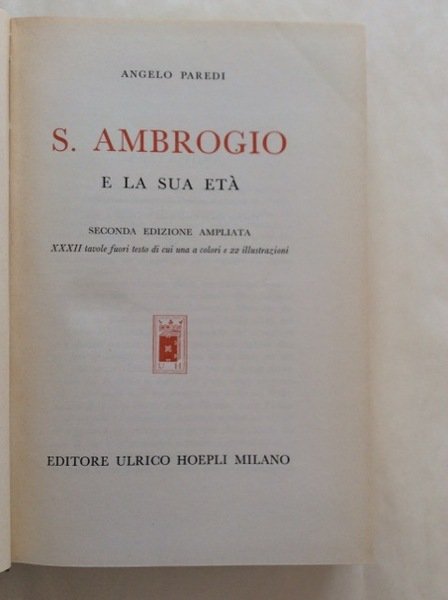 ANGELO PAREDI
S. AMBROGIO
E LA SUA ETÀ
SECONDA EDIZIONE AMPLIATA
XXXII tavole fuori testo di cui una a colori e 22 illustrazioni
U H
EDITORE ULRICO HOEPLI MILANO